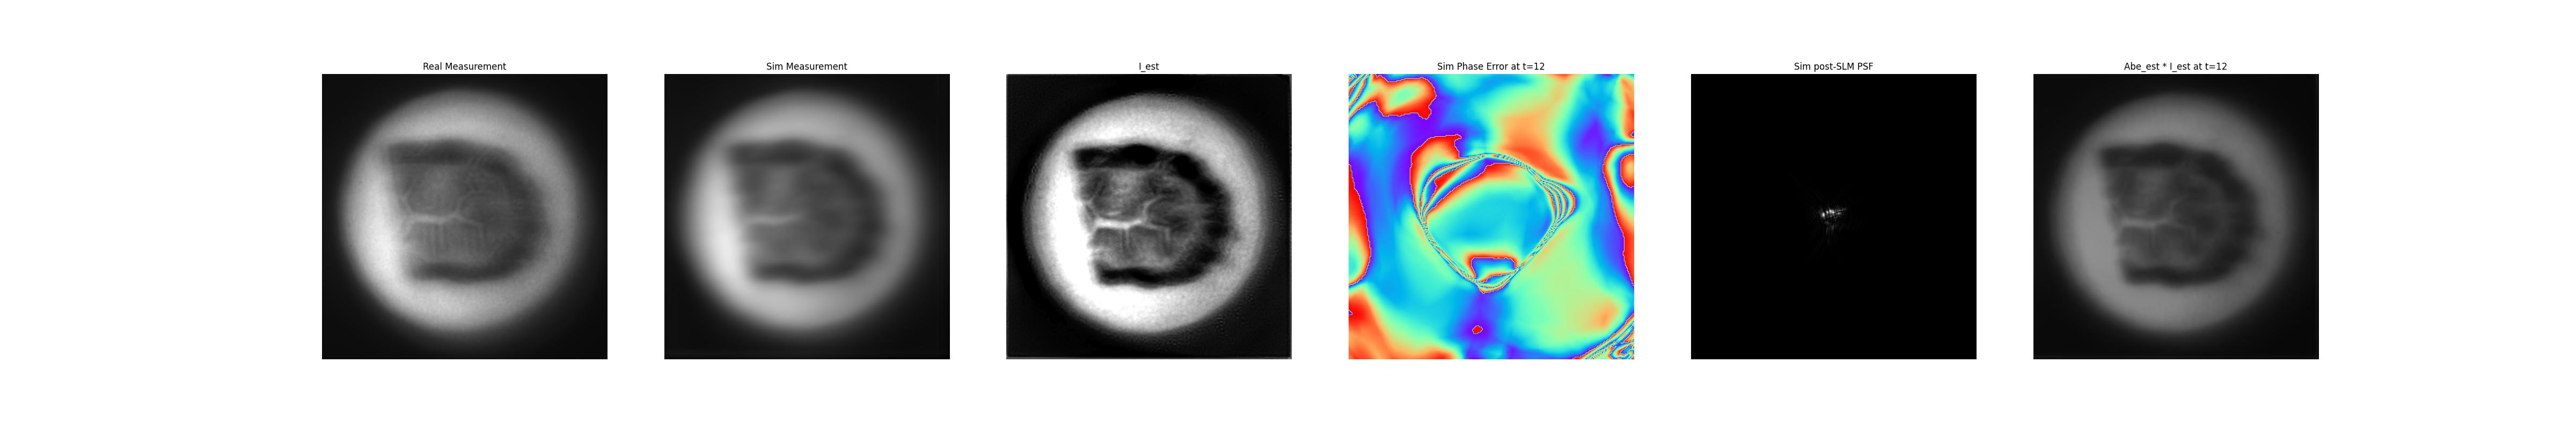 Real Measurement
Sim Measurement
I_est
Sim Phase Error at t=12
Sim post-SLM PSF
Abe_est * I_est at t=12